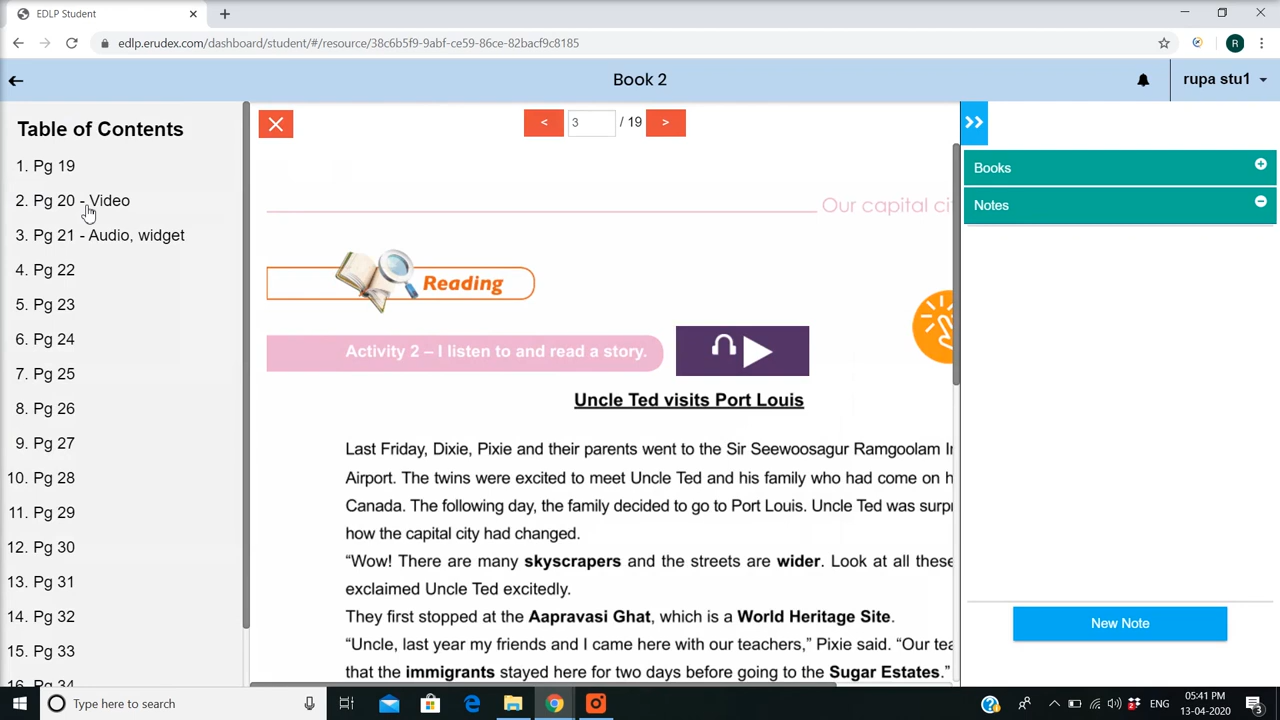 EDLP Student
edlp.erudex.com/dashboard/student/#/resource/38c6b5f9-9abf-ce59-86ce-82bacf9c8185
R
Book 2
rupa stu1
Table of Contents
1. Pg 19
2. Pg 20 - Video
3. Pg 21 - Audio, widget
4. Pg 22
5. Pg 23
6. Pg 24
7. Pg 25
8. Pg 26
9. Pg 27
10. Pg 28
11. Pg 29
12. Pg 30
13. Pg 31
14. Pg 32
15. Pg 33
16. Pg 34
< 3 / 19 >
Our capital ci
Reading
Activity 2 – I listen to and read a story.
Uncle Ted visits Port Louis
Last Friday, Dixie, Pixie and their parents went to the Sir Seewoosagur Ramgoolam In
Airport. The twins were excited to meet Uncle Ted and his family who had come on h
Canada. The following day, the family decided to go to Port Louis. Uncle Ted was surp
how the capital city had changed.
“Wow! There are many skyscrapers and the streets are wider. Look at all these
exclaimed Uncle Ted excitedly.
They first stopped at the Aapravasi Ghat, which is a World Heritage Site.
“Uncle, last year my friends and I came here with our teachers,” Pixie said. “Our tea
that the immigrants stayed here for two days before going to the Sugar Estates.”
Books
Notes
New Note
Type here to search
ENG
05:41 PM
13-04-2020
3